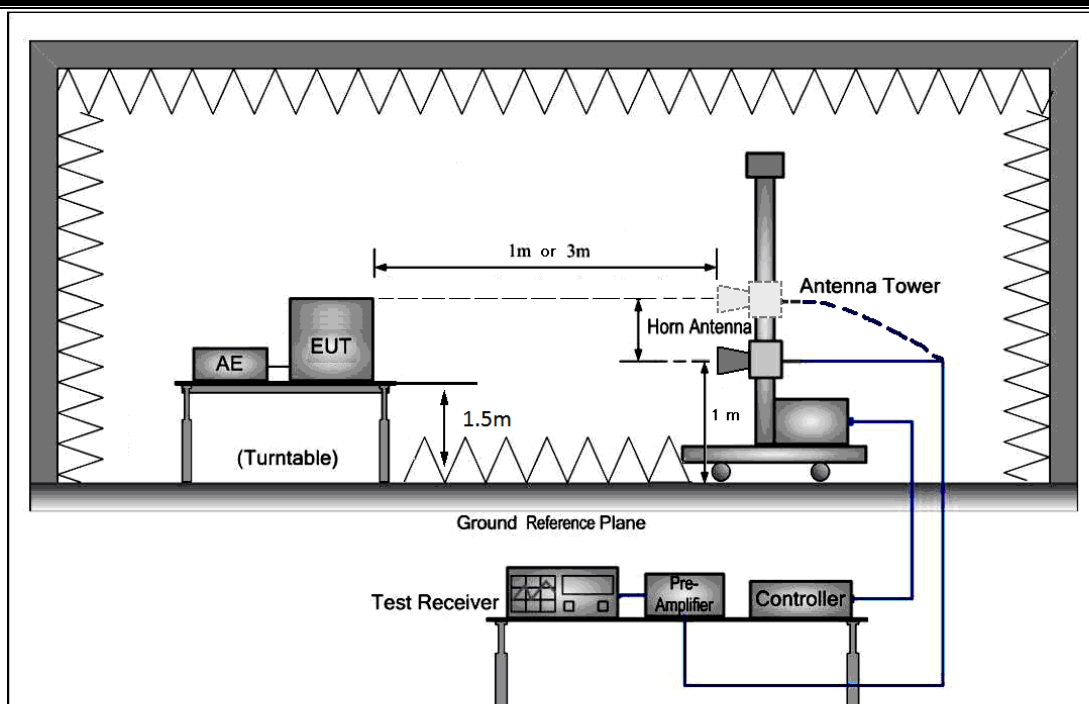 1m or 3m
Antenna Tower
Horn Antenna
EUT
AE
1 m
1.5m
(Turntable)
Ground Reference Plane
Test Receiver
Pre-
Amplifier
Controller